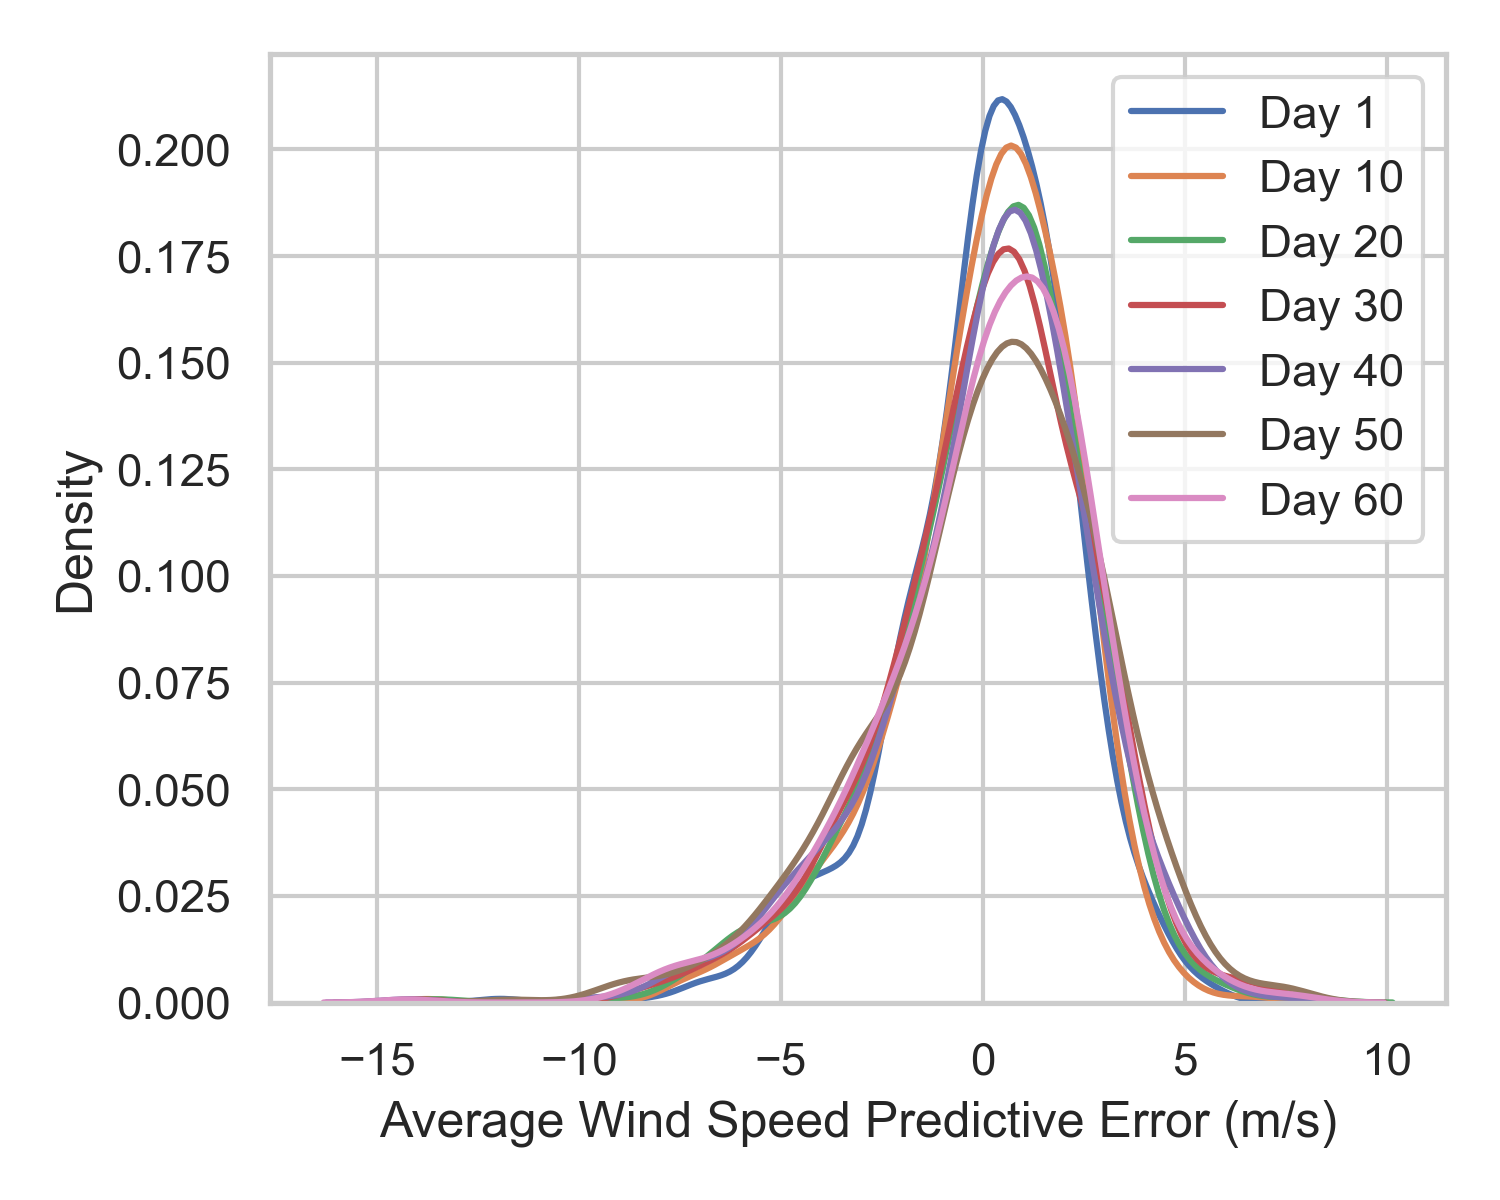 0.200
0.175
0.150
0.125
0.100
0.075
0.050
0.025
0.000
Density
−15 −10 −5 0 5 10
Average Wind Speed Predictive Error (m/s)
Day 1
Day 10
Day 20
Day 30
Day 40
Day 50
Day 60